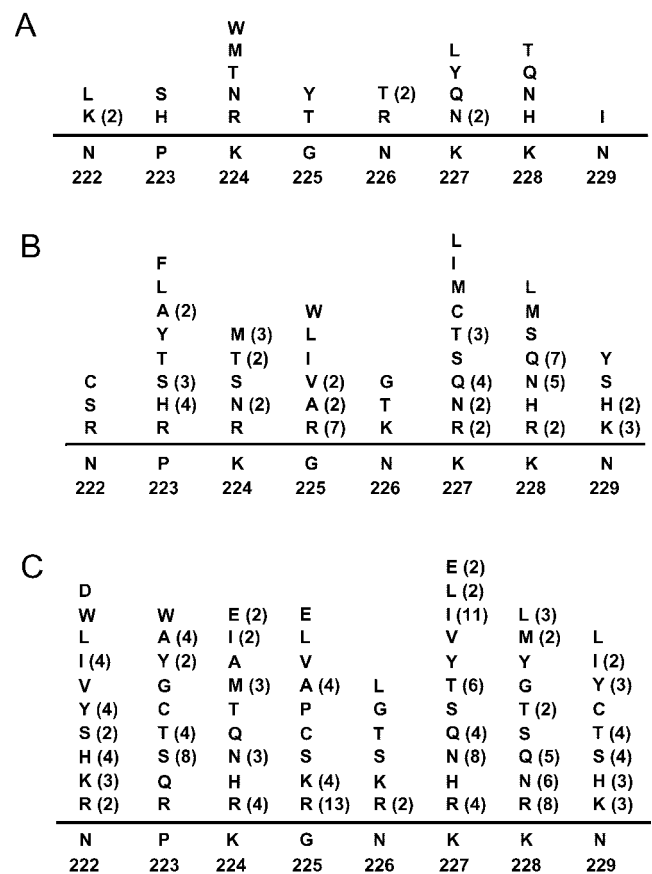 A
W
M
T L T
L S N Y T (2) Y Q
K (2) H R T R Q N
N (2) H I
N P K G N K K N
222 223 224 225 226 227 228 229
B
L
F I
L M L
A (2) W C M
Y M (3) L T (3) S
T T (2) I S Q (7) Y
C S (3) S V (2) G Q (4) N (5) S
S H (4) N (2) A (2) T N (2) H H (2)
R R R R (7) K R (2) R (2) K (3)
N P K G N K K N
222 223 224 225 226 227 228 229
C
E (2)
D L (2)
W W E (2) E I (11) L (3)
L A (4) I (2) L V M (2) L
I (4) Y (2) A V Y Y I (2)
V G M (3) A (4) L T (6) G Y (3)
Y (4) C T P G S T (2) C
S (2) T (4) Q C T Q (4) S T (4)
H (4) S (8) N (3) S S N (8) Q (5) S (4)
K (3) Q H K (4) K H N (6) H (3)
R (2) R R (4) R (13) R (2) R (4) R (8) K (3)
N P K G N K K N
222 223 224 225 226 227 228 229